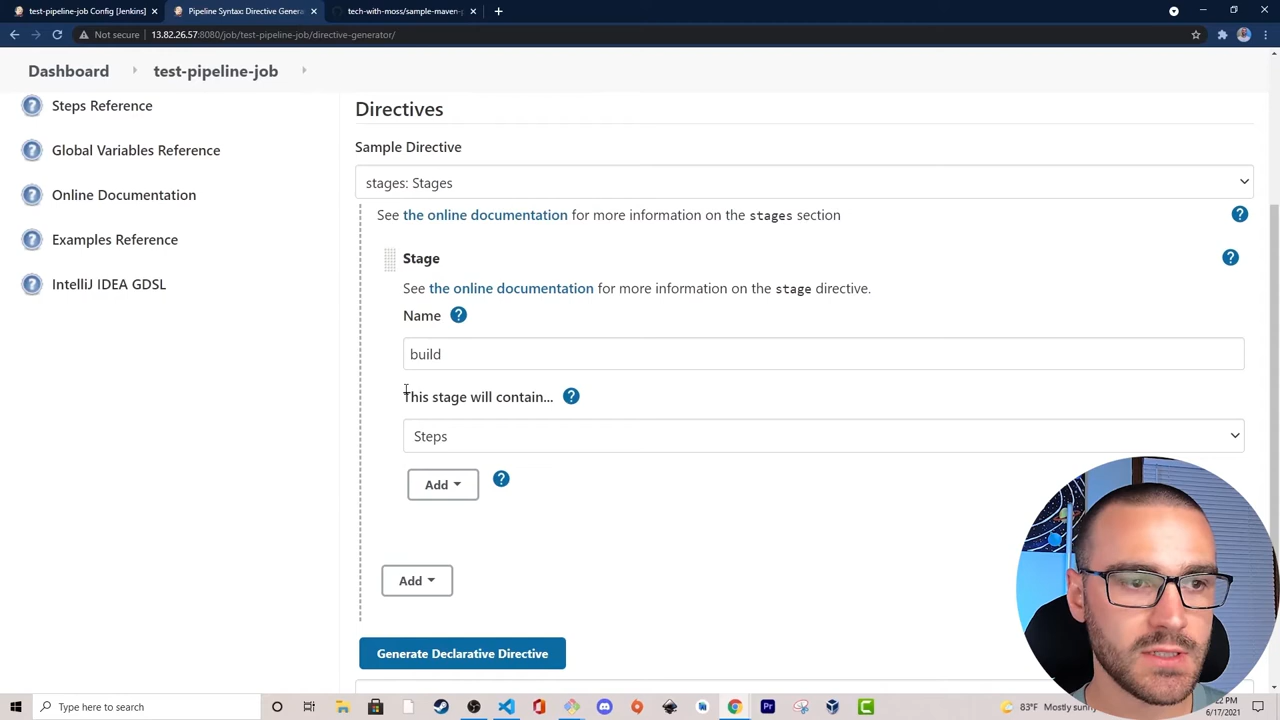 test-pipeline-job Config [Jenkins]
Pipeline Syntax: Directive Genera
tech-with-moss/sample-maven-
Not secure
13.82.26.57:8080/job/test-pipeline-job/directive-generator/
Dashboard
test-pipeline-job
Steps Reference
Global Variables Reference
Online Documentation
Examples Reference
IntelliJ IDEA GDSL
Directives
Sample Directive
stages: Stages
See the online documentation for more information on the stages section
Stage
See the online documentation for more information on the stage directive.
Name
build
This stage will contain...
Steps
Add
Add
Generate Declarative Directive
Type here to search
83°F Mostly sunny
6/17/2021